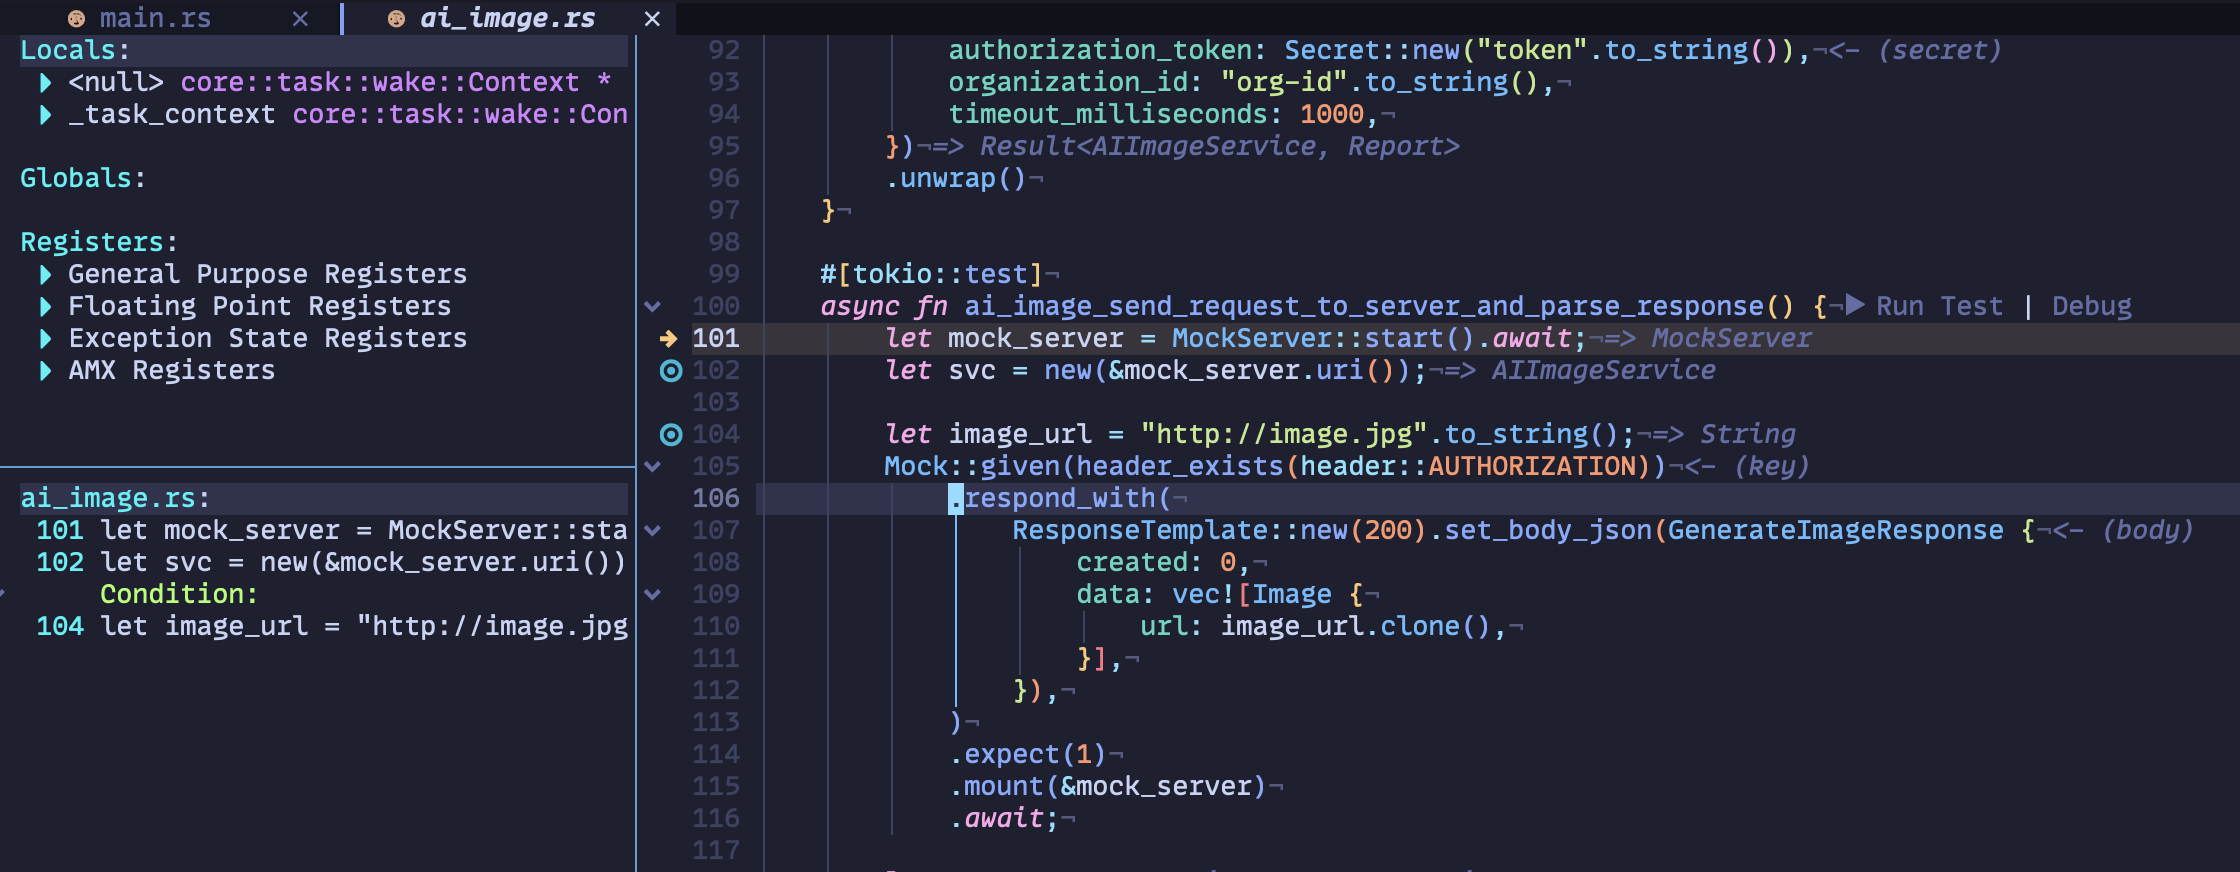 main.rs ✕ ai_image.rs ✕
Locals:
<null> core::task::wake::Context *
_task_context core::task::wake::Con
Globals:
Registers:
General Purpose Registers
Floating Point Registers
Exception State Registers
AMX Registers
ai_image.rs:
101 let mock_server = MockServer::sta
102 let svc = new(&mock_server.uri())
Condition:
104 let image_url = "http://image.jpg
92 authorization_token: Secret::new("token".to_string()),¬<- (secret)
93 organization_id: "org-id".to_string(),¬
94 timeout_milliseconds: 1000,¬
95 })¬=> Result<AIImageService, Report>
96 .unwrap()¬
97 }¬
98
99 #[tokio::test]¬
100 async fn ai_image_send_request_to_server_and_parse_response() {¬▶ Run Test | Debug
101 let mock_server = MockServer::start().await;¬=> MockServer
102 let svc = new(&mock_server.uri());¬=> AIImageService
103
104 let image_url = "http://image.jpg".to_string();¬=> String
105 Mock::given(header_exists(header::AUTHORIZATION))¬<- (key)
106 .respond_with(¬
107 ResponseTemplate::new(200).set_body_json(GenerateImageResponse {¬<- (body)
108 created: 0,¬
109 data: vec![Image {¬
110 url: image_url.clone(),¬
111 }],¬
112 }),¬
113 )¬
114 .expect(1)¬
115 .mount(&mock_server)¬
116 .await;¬
117